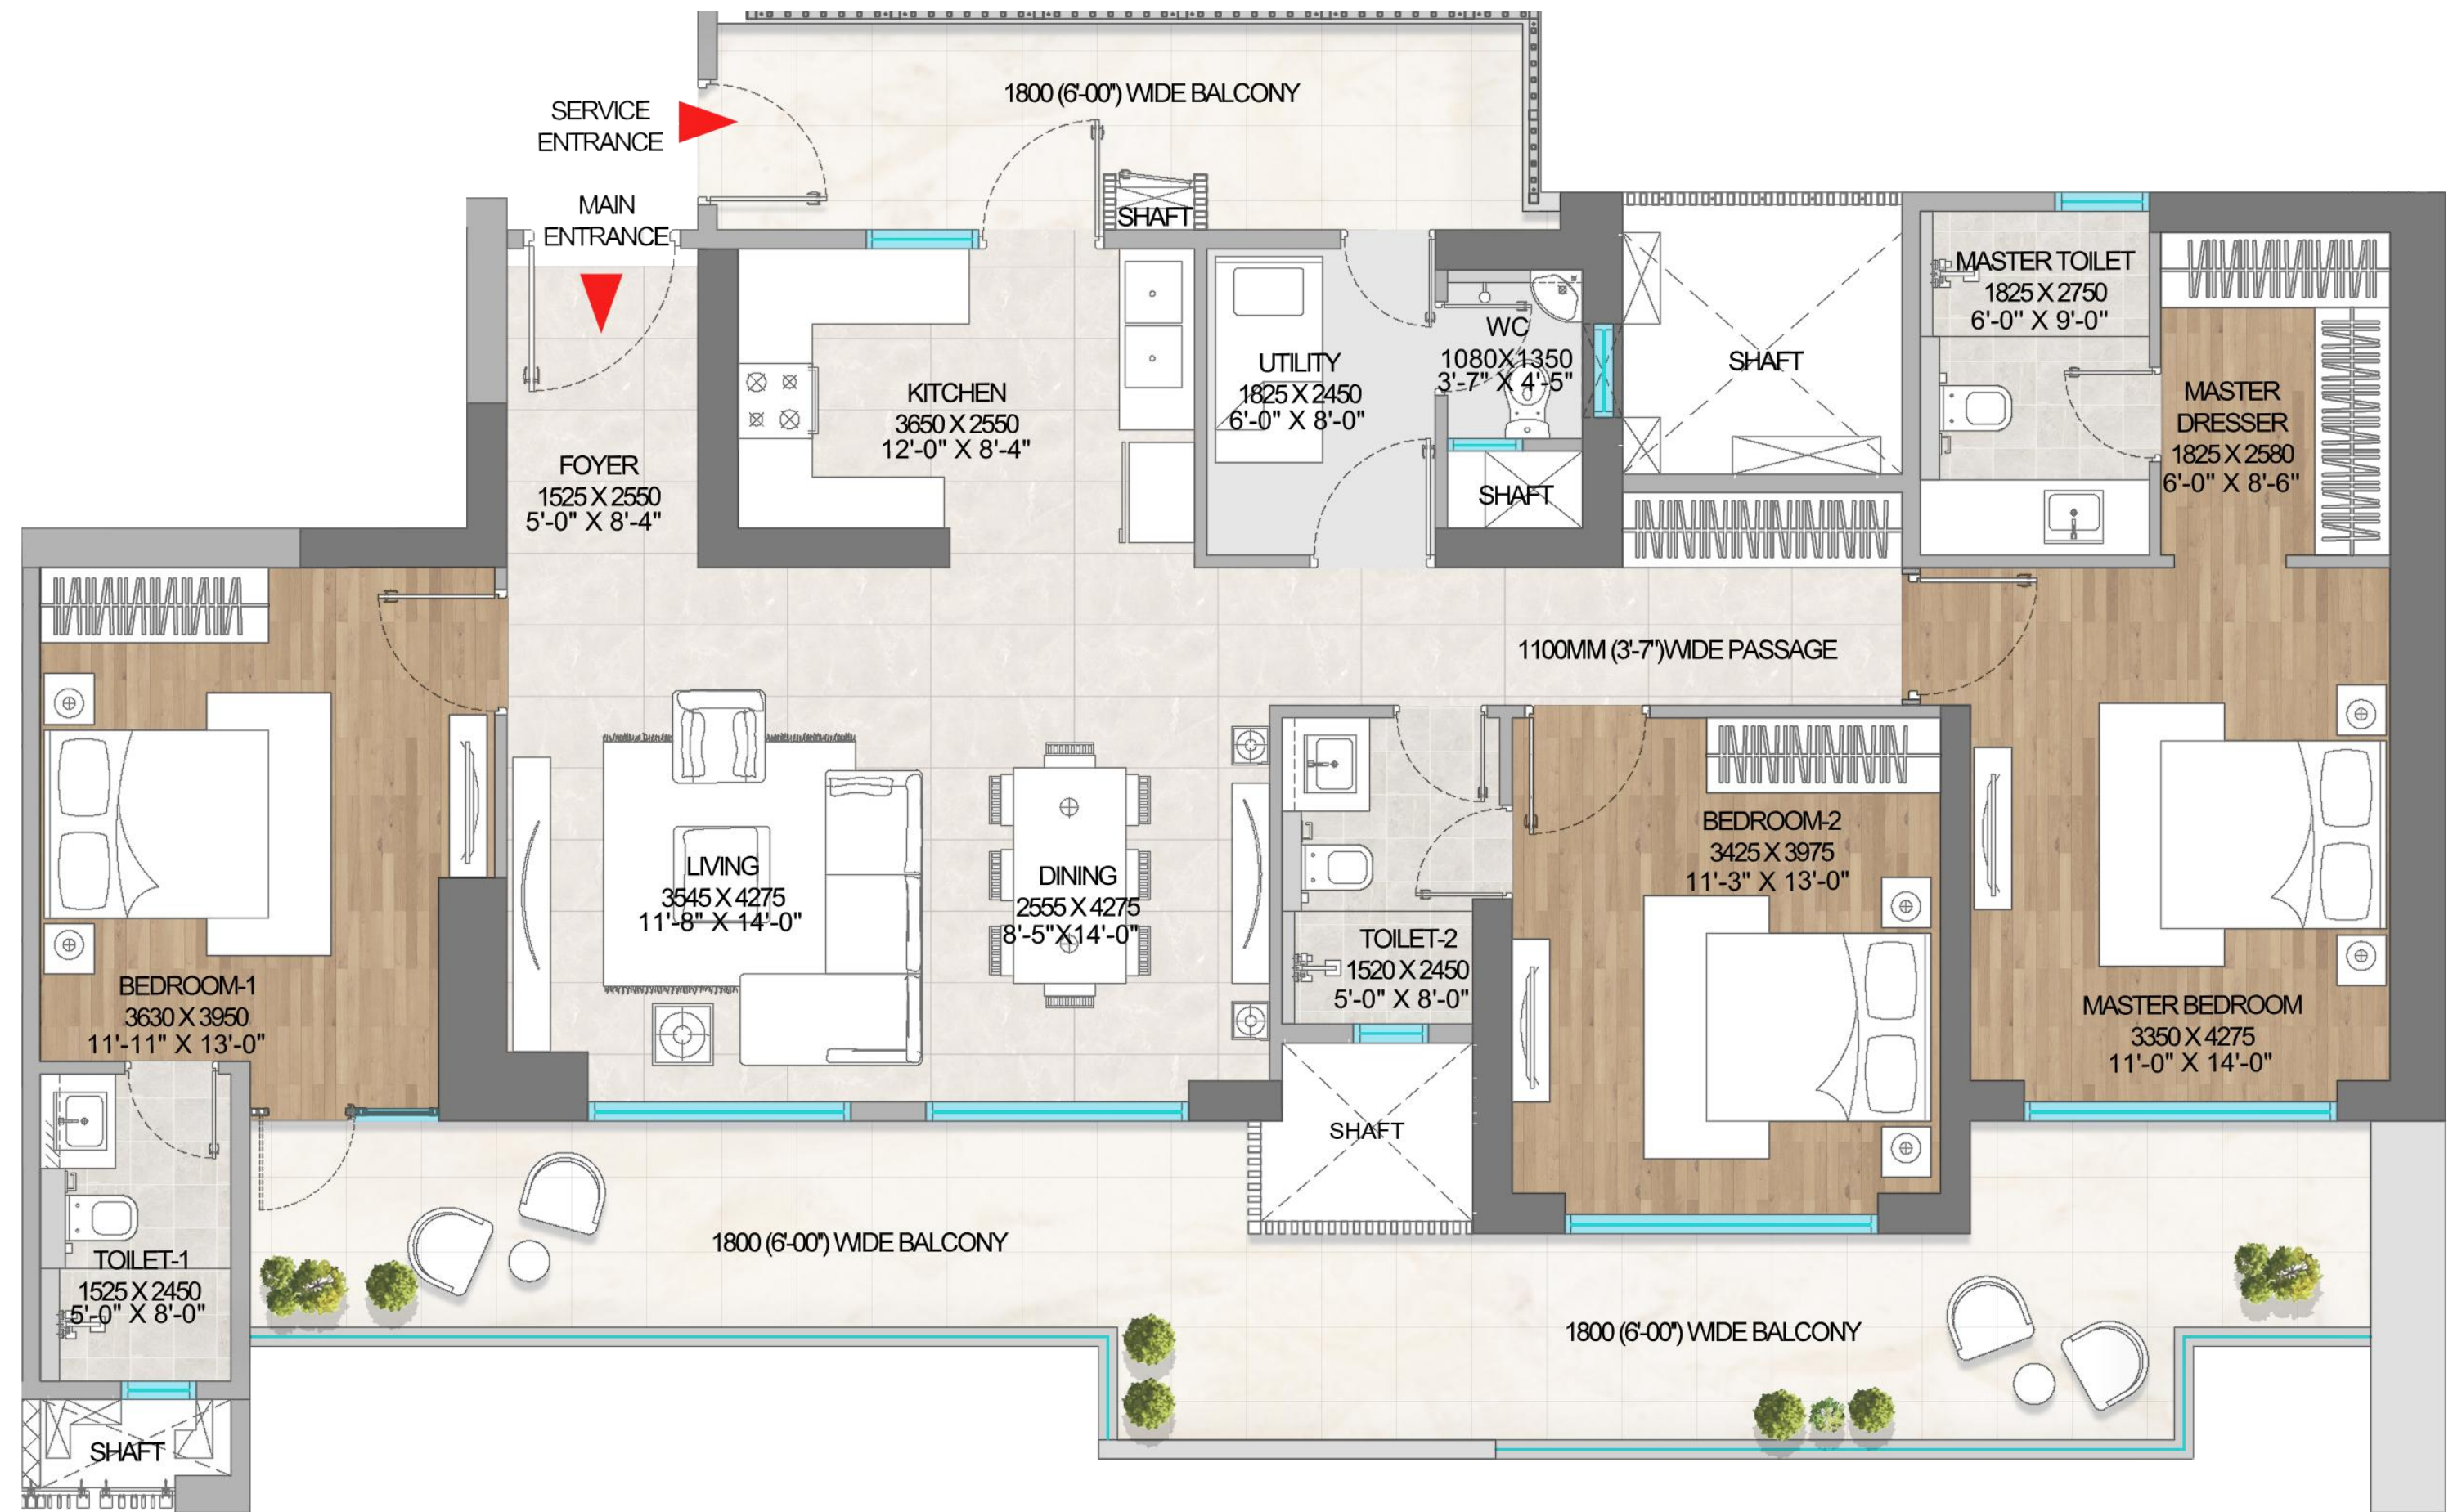 1800 (6'-00") WIDE BALCONY
SERVICE
ENTRANCE
MAIN
ENTRANCE
SHAFT
MASTER TOILET
1825 X 2750
6'-0" X 9'-0"
WC
1080X1350
3'-7" X 4'-5"
UTILITY
1825 X 2450
6'-0" X 8'-0"
SHAFT
KITCHEN
3650 X 2550
12'-0" X 8'-4"
MASTER
DRESSER
1825 X 2580
6'-0" X 8'-6"
FOYER
1525 X 2550
5'-0" X 8'-4"
SHAFT
1100MM (3'-7")WIDE PASSAGE
BEDROOM-2
3425 X 3975
11'-3" X 13'-0"
LIVING
3545 X 4275
11'-8" X 14'-0"
DINING
2555 X 4275
8'-5"X14'-0"
TOILET-2
1520 X 2450
5'-0" X 8'-0"
BEDROOM-1
3630 X 3950
11'-11" X 13'-0"
MASTER BEDROOM
3350 X 4275
11'-0" X 14'-0"
SHAFT
1800 (6'-00") WIDE BALCONY
TOILET-1
1525 X 2450
5'-0" X 8'-0"
1800 (6'-00") WIDE BALCONY
SHAFT